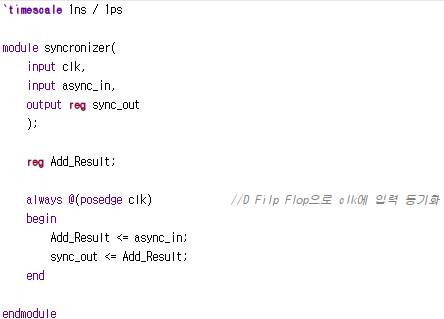 `timescale 1ns / 1ps
module syncronizer(
input clk,
input async_in,
output reg sync_out
);
reg Add_Result;
always @(posedge clk) //D Filp Flop으로 clk에 입력 동기화
begin
Add_Result <= async_in;
sync_out <= Add_Result;
end
endmodule